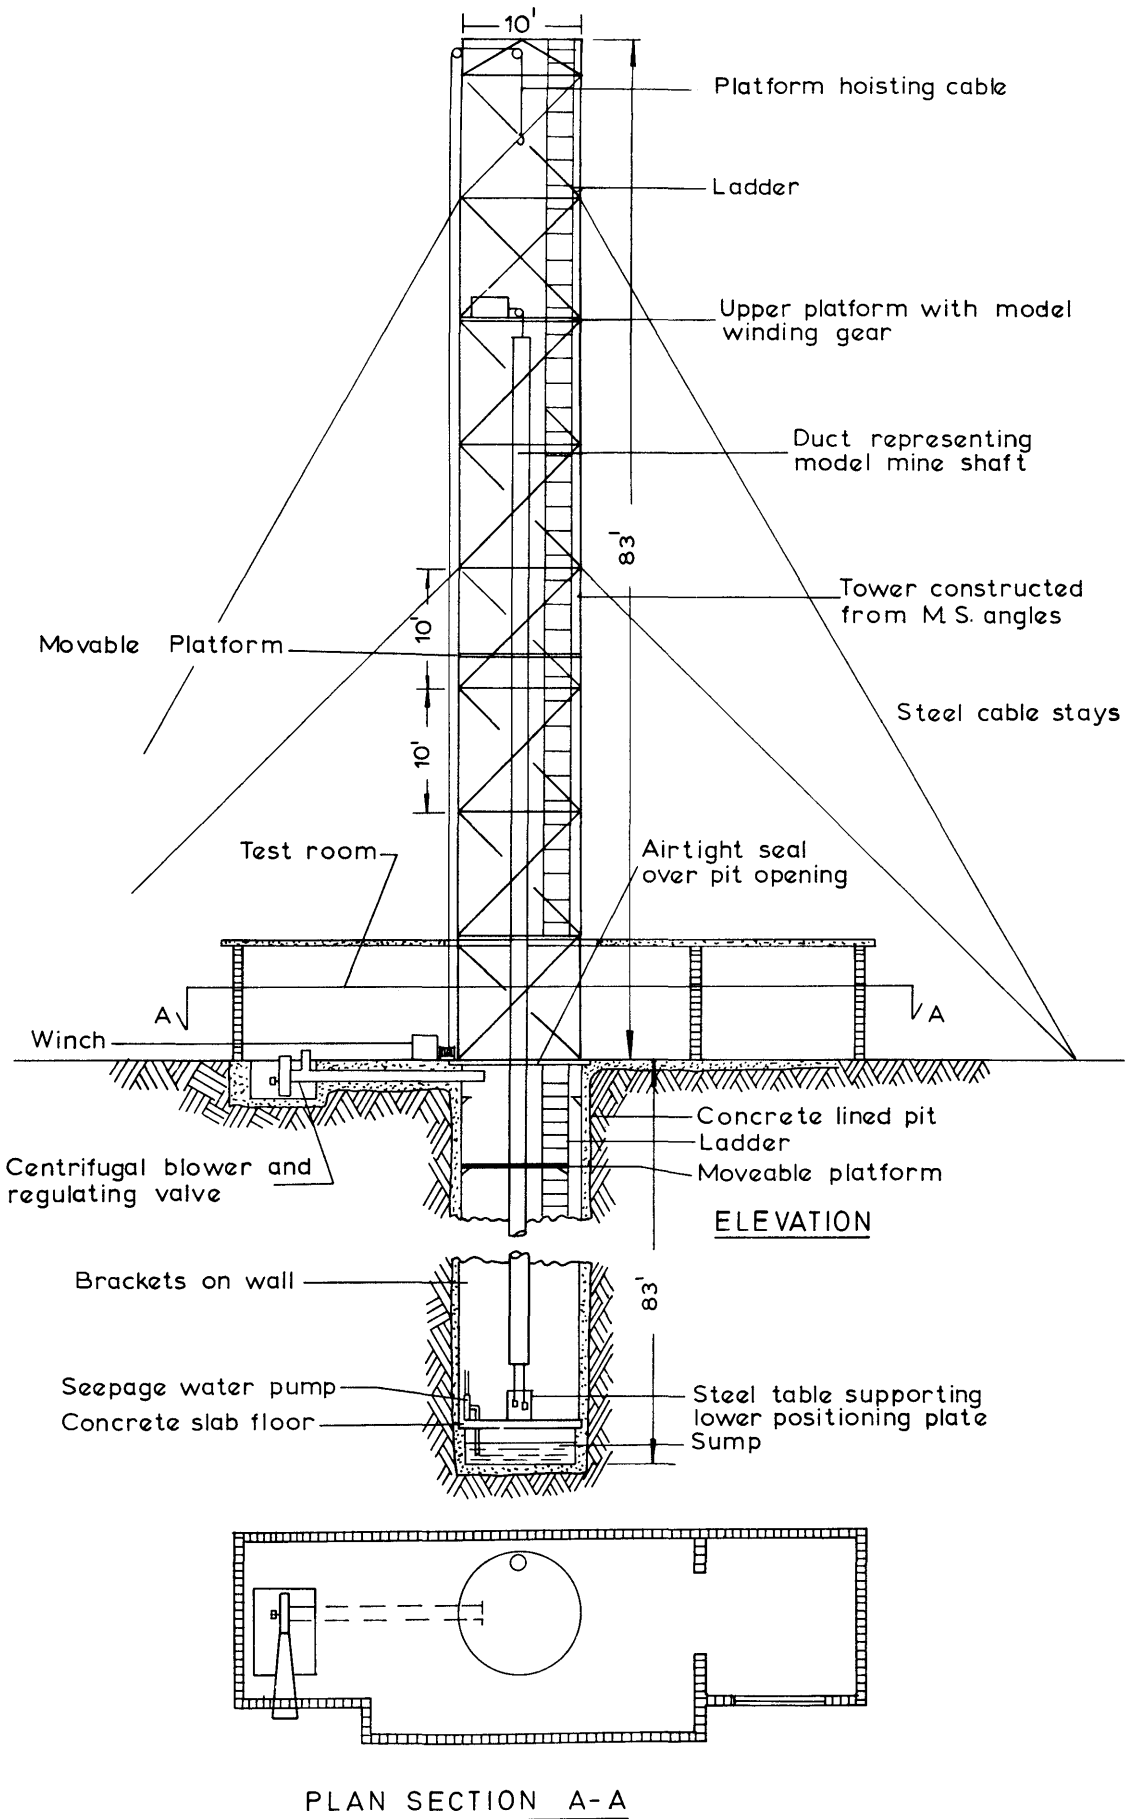 10'
Platform hoisting cable
Ladder
Upper platform with model
winding gear
Duct representing
model mine shaft
83'
Tower constructed
from M.S. angles
10'
Movable Platform
Steel cable stays
10'
Test room
Airtight seal
over pit opening
A
A
Winch
Concrete lined pit
Ladder
Moveable platform
Centrifugal blower and
regulating valve
ELEVATION
Brackets on wall
83'
Seepage water pump
Concrete slab floor
Steel table supporting
lower positioning plate
Sump
PLAN SECTION A-A